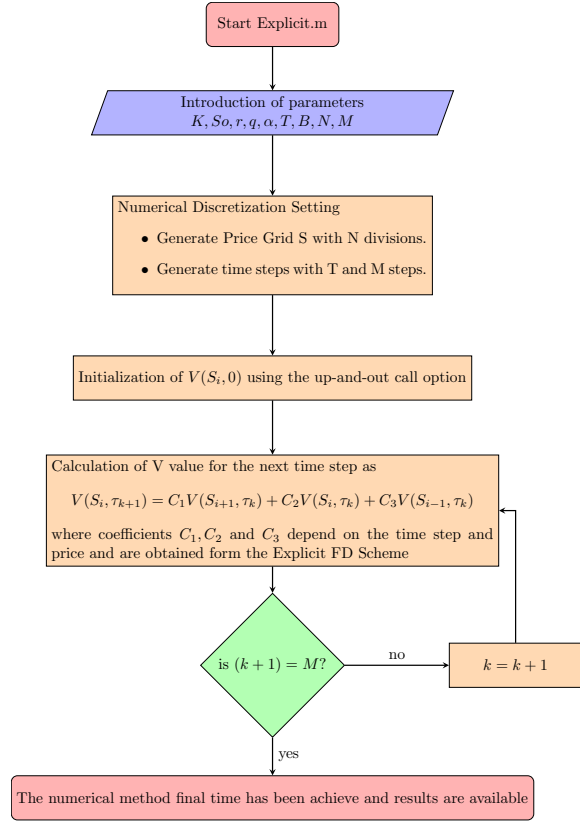 Start Explicit.m
Introduction of parameters
K, So, r, q, α, T, B, N, M
Numerical Discretization Setting
• Generate Price Grid S with N divisions.
• Generate time steps with T and M steps.
Initialization of V(S_i, 0) using the up-and-out call option
Calculation of V value for the next time step as
V(S_i, τ_{k+1}) = C_1V(S_{i+1}, τ_k) + C_2V(S_i, τ_k) + C_3V(S_{i−1}, τ_k)
where coefficients C_1, C_2 and C_3 depend on the time step and
price and are obtained form the Explicit FD Scheme
is (k + 1) = M?
no
k = k + 1
yes
The numerical method final time has been achieve and results are available